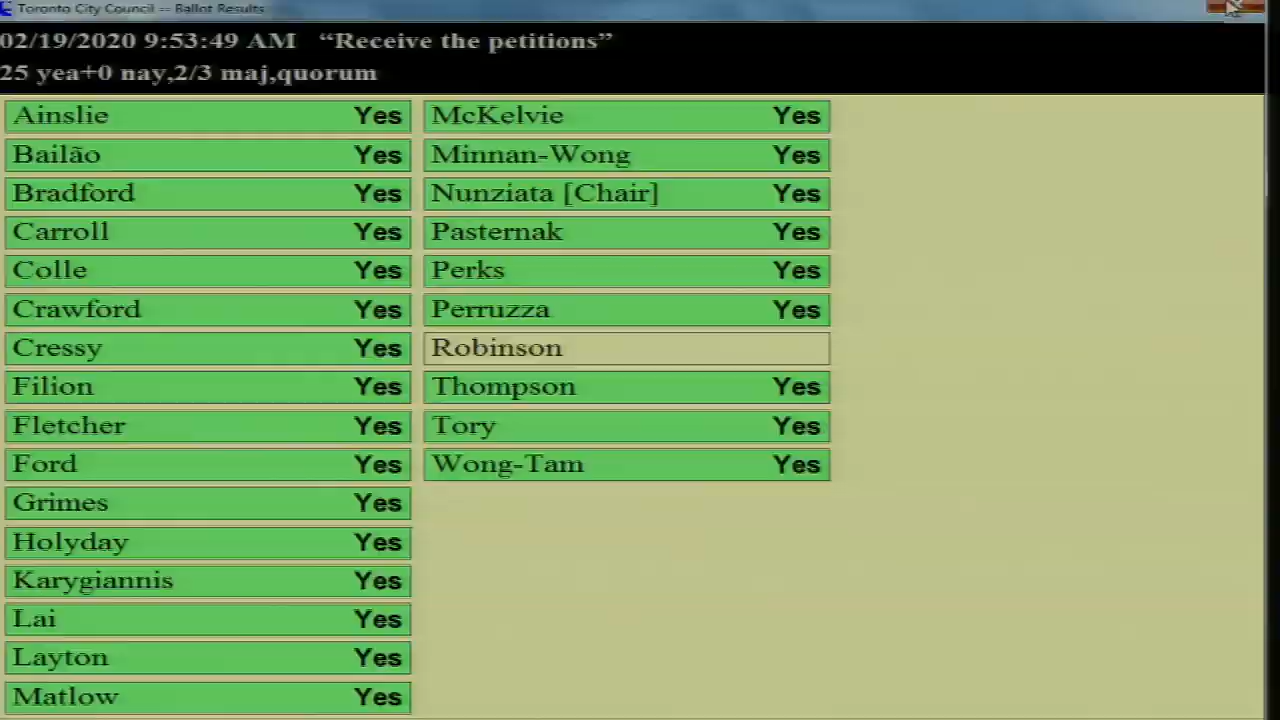 Toronto City Council -- Ballot Results
02/19/2020 9:53:49 AM “Receive the petitions”
25 yea+0 nay,2/3 maj,quorum
Ainslie Yes
Bailão Yes
Bradford Yes
Carroll Yes
Colle Yes
Crawford Yes
Cressy Yes
Filion Yes
Fletcher Yes
Ford Yes
Grimes Yes
Holyday Yes
Karygiannis Yes
Lai Yes
Layton Yes
Matlow Yes
McKelvie Yes
Minnan-Wong Yes
Nunziata [Chair] Yes
Pasternak Yes
Perks Yes
Perruzza Yes
Robinson
Thompson Yes
Tory Yes
Wong-Tam Yes